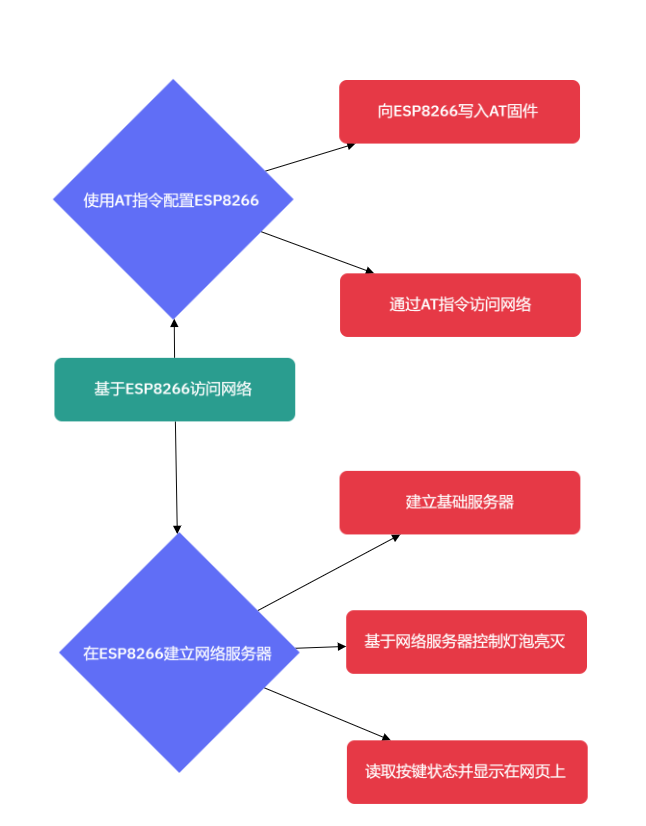 向ESP8266写入AT固件
使用AT指令配置ESP8266
通过AT指令访问网络
基于ESP8266访问网络
建立基础服务器
基于网络服务器控制灯泡亮灭
在ESP8266建立网络服务器
读取按键状态并显示在网页上